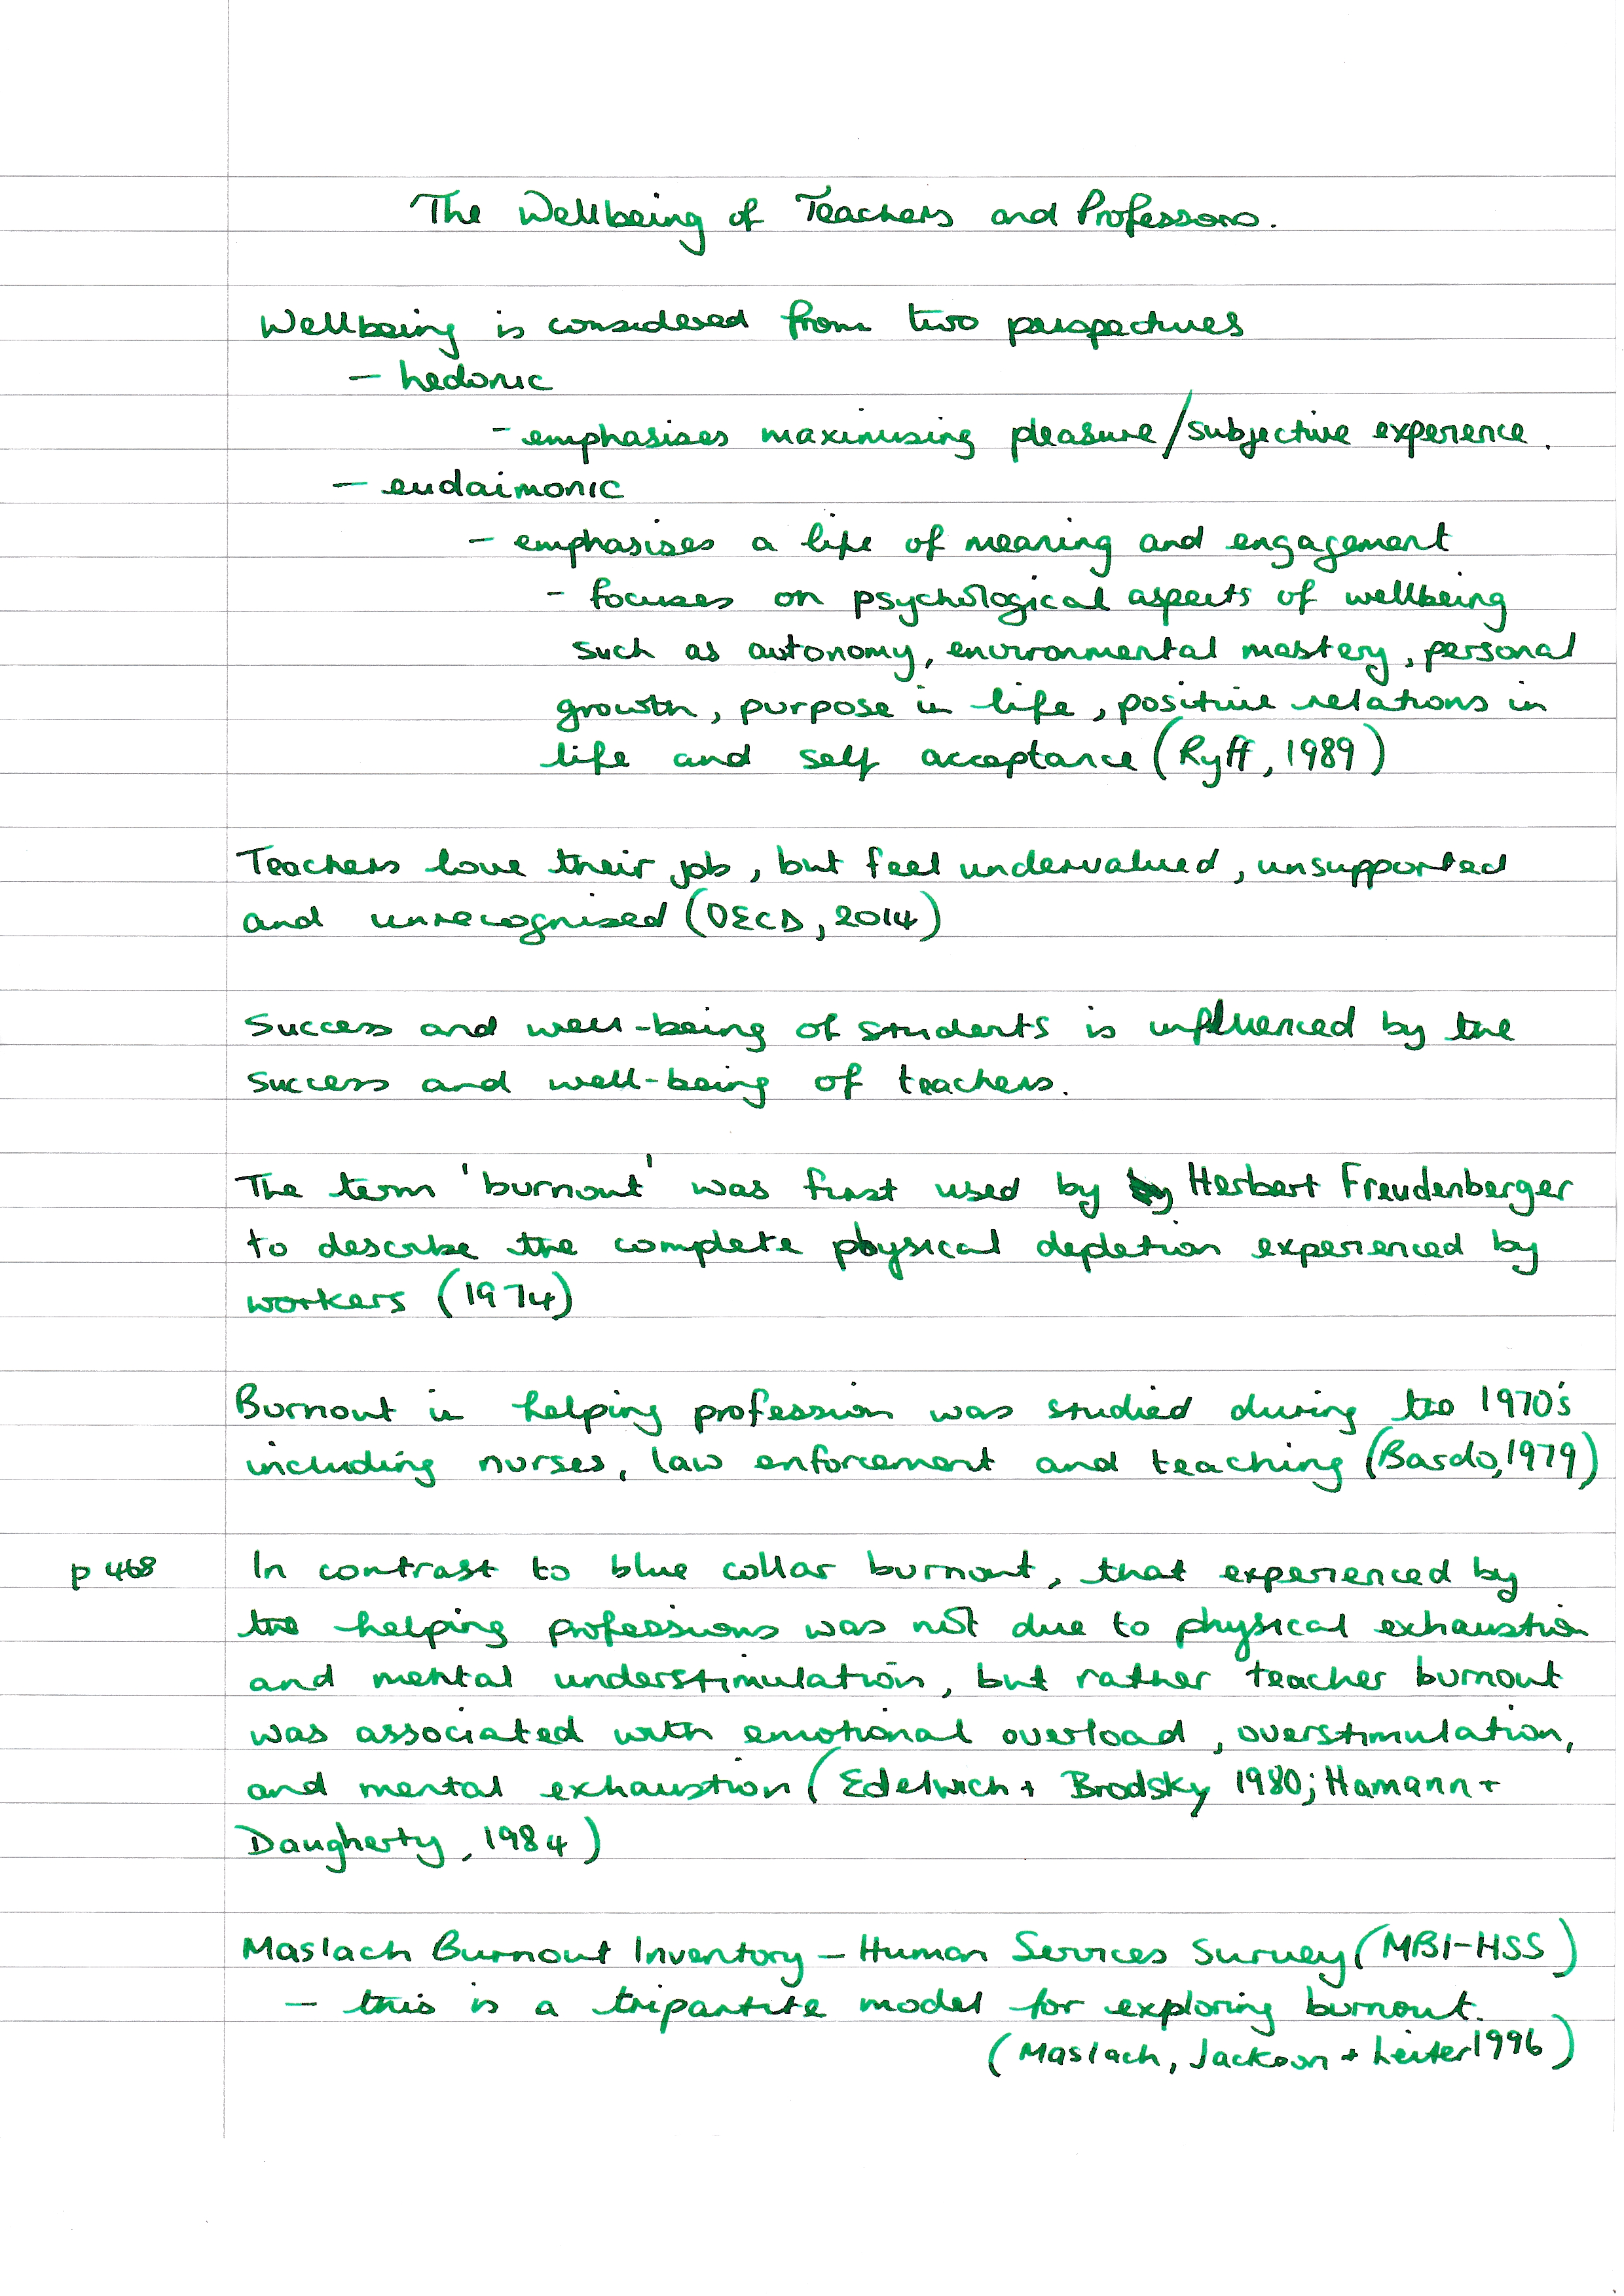 The Wellbeing of Teachers and Professors.
Wellbeing is considered from two perspectives
- hedonic
- emphasises maximising pleasure/subjective experience.
- eudaimonic
- emphasises a life of meaning and engagement
- focuses on psychological aspects of wellbeing
such as autonomy, environmental mastery, personal
growth, purpose in life, positive relations in
life and self acceptance (Ryff, 1989)
Teachers love their job, but feel undervalued, unsupported
and unrecognised (OECD, 2014)
Success and well-being of students is influenced by the
success and well-being of teachers.
The term 'burnout' was first used by by Herbert Freudenberger
to describe the complete physical depletion experienced by
workers (1974)
Burnout in helping profession was studied during the 1970's
including nurses, law enforcement and teaching (Bardo, 1979)
p 468 In contrast to blue collar burnout, that experienced by
the helping professions was not due to physical exhaustion
and mental understimulation, but rather teacher burnout
was associated with emotional overload, overstimulation,
and mental exhaustion (Edelwich + Brodsky 1980; Hamann +
Daugherty, 1984)
Maslach Burnout Inventory - Human Services Survey (MBI-HSS)
- this is a tripartite model for exploring burnout.
(Maslach, Jackson + Leiter 1996)